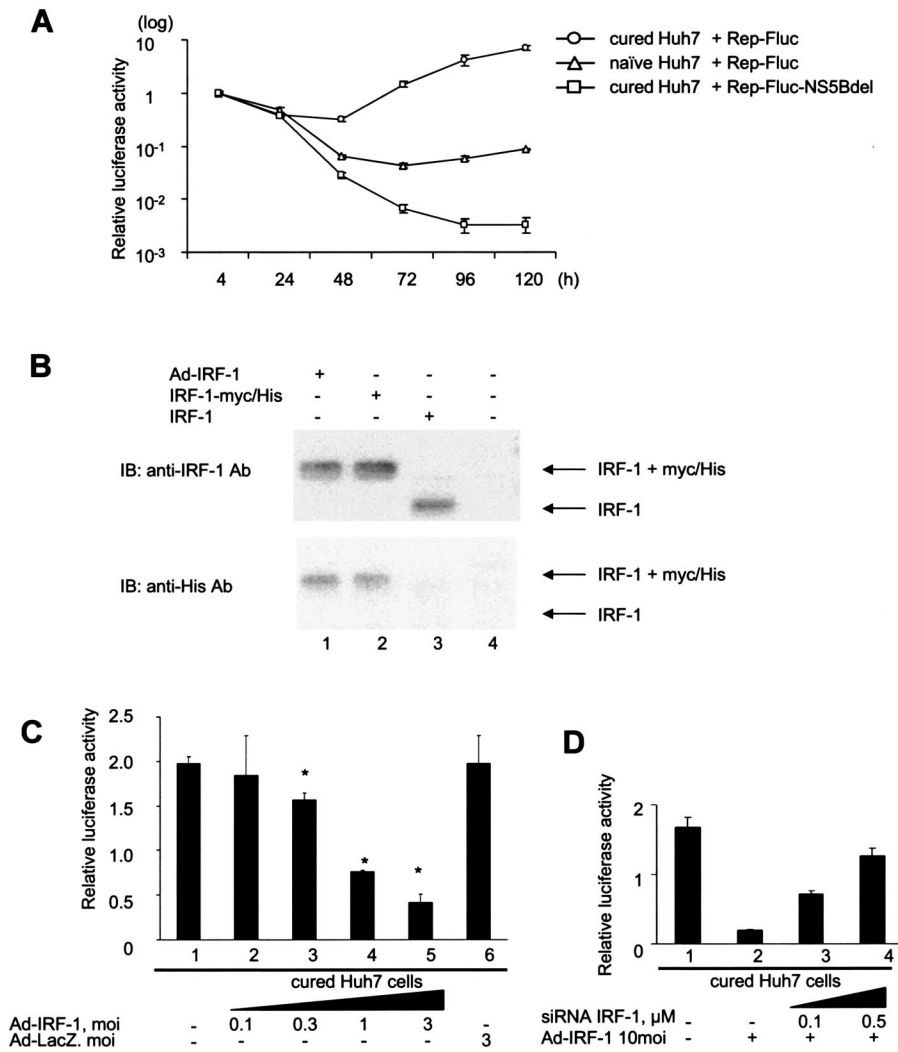 A
(log)
Relative luciferase activity
10
1
10-1
10-2
10-3
4 24 48 72 96 120 (h)
cured Huh7 + Rep-Fluc
naïve Huh7 + Rep-Fluc
cured Huh7 + Rep-Fluc-NS5Bdel
B
Ad-IRF-1 + - - -
IRF-1-myc/His - + - -
IRF-1 - - + -
IB: anti-IRF-1 Ab
IRF-1 + myc/His
IRF-1
IB: anti-His Ab
IRF-1 + myc/His
IRF-1
1 2 3 4
C
Relative luciferase activity
2.5
2.0
1.5
1.0
0.5
0
* * *
1 2 3 4 5 6
cured Huh7 cells
Ad-IRF-1, moi - 0.1 0.3 1 3 -
Ad-LacZ. moi - - - - - 3
D
Relative luciferase activity
2
1
0
1 2 3 4
cured Huh7 cells
siRNA IRF-1, µM - - 0.1 0.5
Ad-IRF-1 10moi - + + +